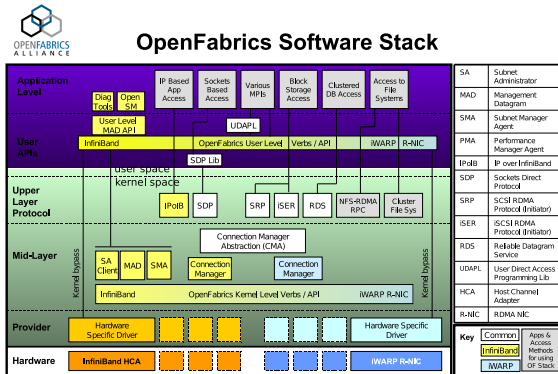 OPENFABRICS
ALLIANCE
OpenFabrics Software Stack
Application
Level
Diag
Tools
Open
SM
IP Based
App
Access
Sockets
Based
Access
Various
MPIs
Block
Storage
Access
Clustered
DB Access
Access to
File
Systems
User Level
MAD API
UDAPL
User
APIs
InfiniBand
OpenFabrics User Level Verbs / API
iWARP R-NIC
SDP Lib
user space
kernel space
Upper
Layer
Protocol
IPoIB
SDP
SRP
iSER
RDS
NFS-RDMA
RPC
Cluster
File Sys
Connection Manager
Abstraction (CMA)
Mid-Layer
SA
Client
MAD
SMA
Connection
Manager
Connection
Manager
Kernel bypass
Kernel bypass
InfiniBand
OpenFabrics Kernel Level Verbs / API
iWARP R-NIC
Provider
Hardware
Specific Driver
Hardware Specific
Driver
Hardware
InfiniBand HCA
iWARP R-NIC
SA
Subnet
Administrator
MAD
Management
Datagram
SMA
Subnet Manager
Agent
PMA
Performance
Manager Agent
IPoIB
IP over InfiniBand
SDP
Sockets Direct
Protocol
SRP
SCSI RDMA
Protocol (Initiator)
iSER
iSCSI RDMA
Protocol (Initiator)
RDS
Reliable Datagram
Service
UDAPL
User Direct Access
Programming Lib
HCA
Host Channel
Adapter
R-NIC
RDMA NIC
Key
Common
InfiniBand
iWARP
Apps &
Access
Methods
for using
OF Stack